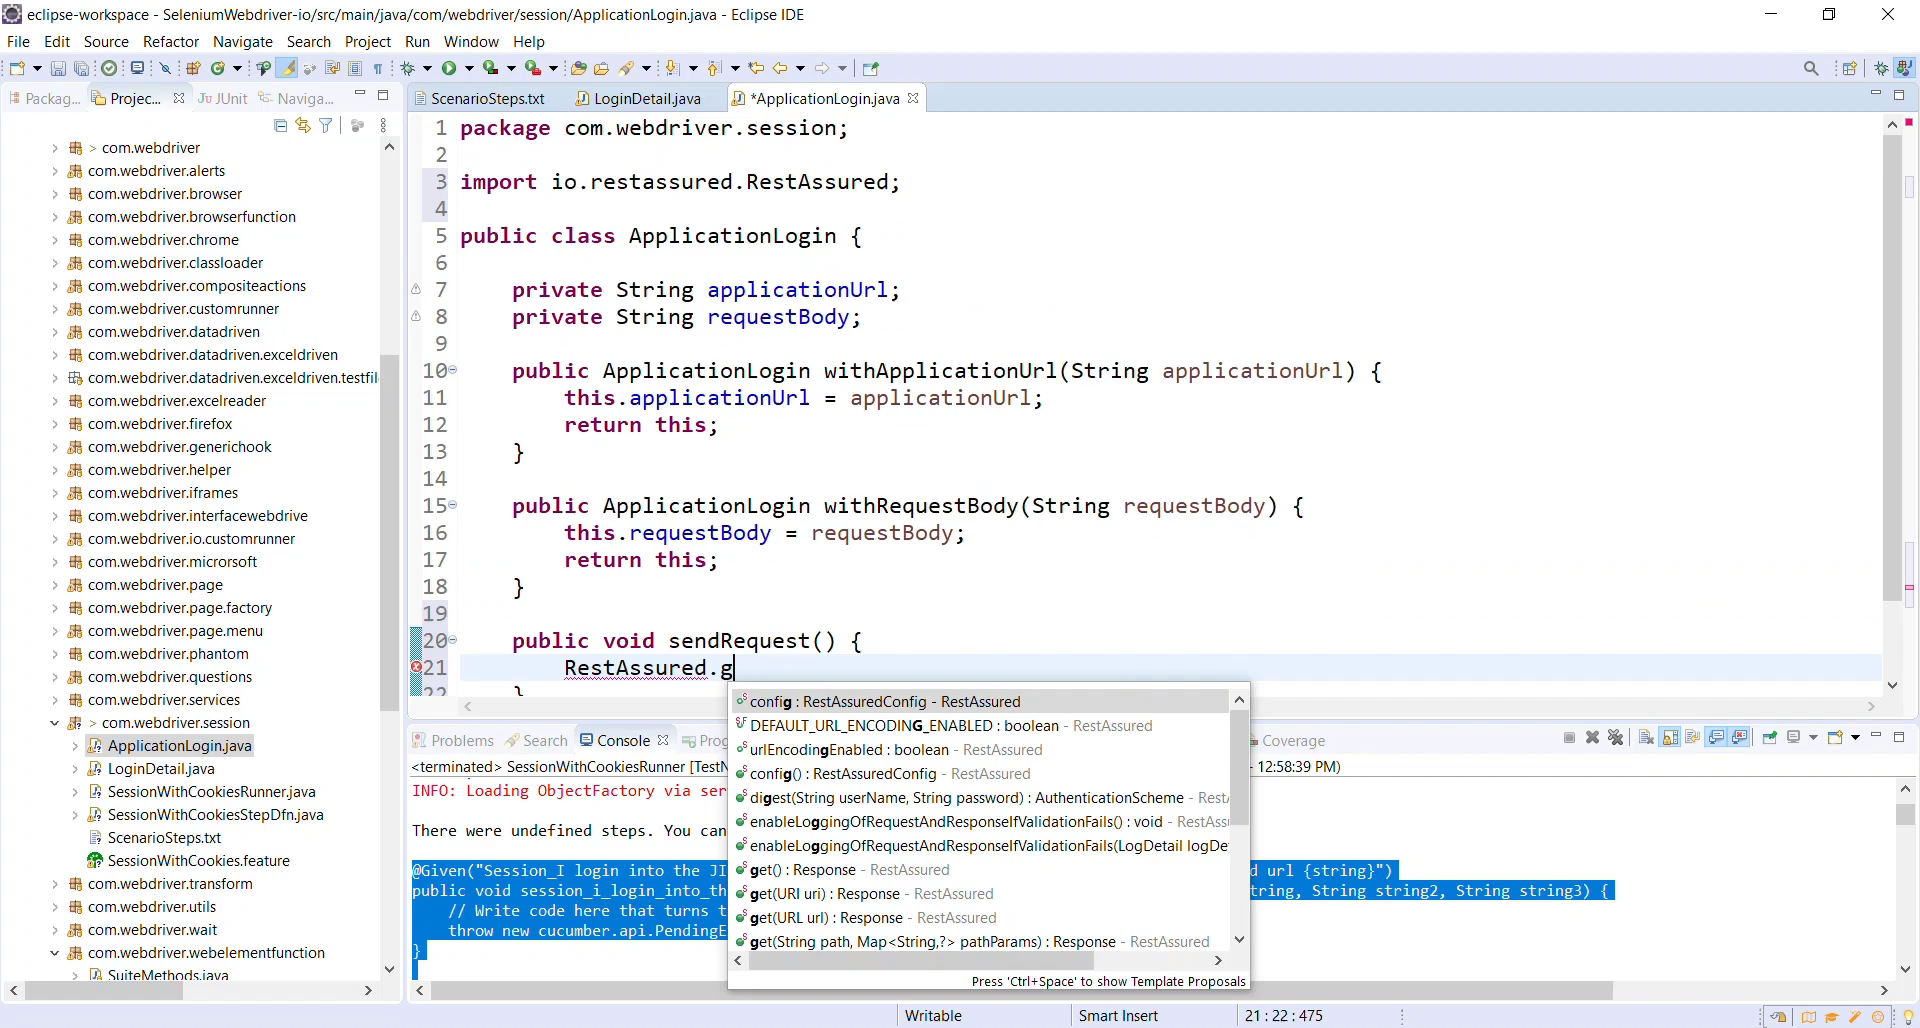 eclipse-workspace - SeleniumWebdriver-io/src/main/java/com/webdriver/session/ApplicationLogin.java - Eclipse IDE
File Edit Source Refactor Navigate Search Project Run Window Help
Packag... Projec... JUnit Naviga...
ScenarioSteps.txt LoginDetail.java *ApplicationLogin.java
> com.webdriver
com.webdriver.alerts
com.webdriver.browser
com.webdriver.browserfunction
com.webdriver.chrome
com.webdriver.classloader
com.webdriver.compositeactions
com.webdriver.customrunner
com.webdriver.datadriven
com.webdriver.datadriven.exceldriven
com.webdriver.datadriven.exceldriven.testfil
com.webdriver.excelreader
com.webdriver.firefox
com.webdriver.generichook
com.webdriver.helper
com.webdriver.iframes
com.webdriver.interfacewebdrive
com.webdriver.io.customrunner
com.webdriver.microrsoft
com.webdriver.page
com.webdriver.page.factory
com.webdriver.page.menu
com.webdriver.phantom
com.webdriver.questions
com.webdriver.services
> com.webdriver.session
ApplicationLogin.java
LoginDetail.java
SessionWithCookiesRunner.java
SessionWithCookiesStepDfn.java
ScenarioSteps.txt
SessionWithCookies.feature
com.webdriver.transform
com.webdriver.utils
com.webdriver.wait
com.webdriver.webelementfunction
SuiteMethods.java
1 package com.webdriver.session;
2
3 import io.restassured.RestAssured;
4
5 public class ApplicationLogin {
6
7 private String applicationUrl;
8 private String requestBody;
9
10 public ApplicationLogin withApplicationUrl(String applicationUrl) {
11 this.applicationUrl = applicationUrl;
12 return this;
13 }
14
15 public ApplicationLogin withRequestBody(String requestBody) {
16 this.requestBody = requestBody;
17 return this;
18 }
19
20 public void sendRequest() {
21 RestAssured.g
22 }
config : RestAssuredConfig - RestAssured
DEFAULT_URL_ENCODING_ENABLED : boolean - RestAssured
urlEncodingEnabled : boolean - RestAssured
config() : RestAssuredConfig - RestAssured
digest(String userName, String password) : AuthenticationScheme - Rest
enableLoggingOfRequestAndResponseIfValidationFails() : void - RestAssu
enableLoggingOfRequestAndResponseIfValidationFails(LogDetail logDe
get() : Response - RestAssured
get(URI uri) : Response - RestAssured
get(URL url) : Response - RestAssured
get(String path, Map<String,?> pathParams) : Response - RestAssured
Press 'Ctrl+Space' to show Template Proposals
Problems Search Console Prog Coverage
<terminated> SessionWithCookiesRunner [TestN - 12:58:39 PM)
INFO: Loading ObjectFactory via ser
There were undefined steps. You can
@Given("Session_I login into the JI d url {string}")
public void session_i_login_into_th tring, String string2, String string3) {
// Write code here that turns t
throw new cucumber.api.PendingE
}
Writable Smart Insert 21 : 22 : 475